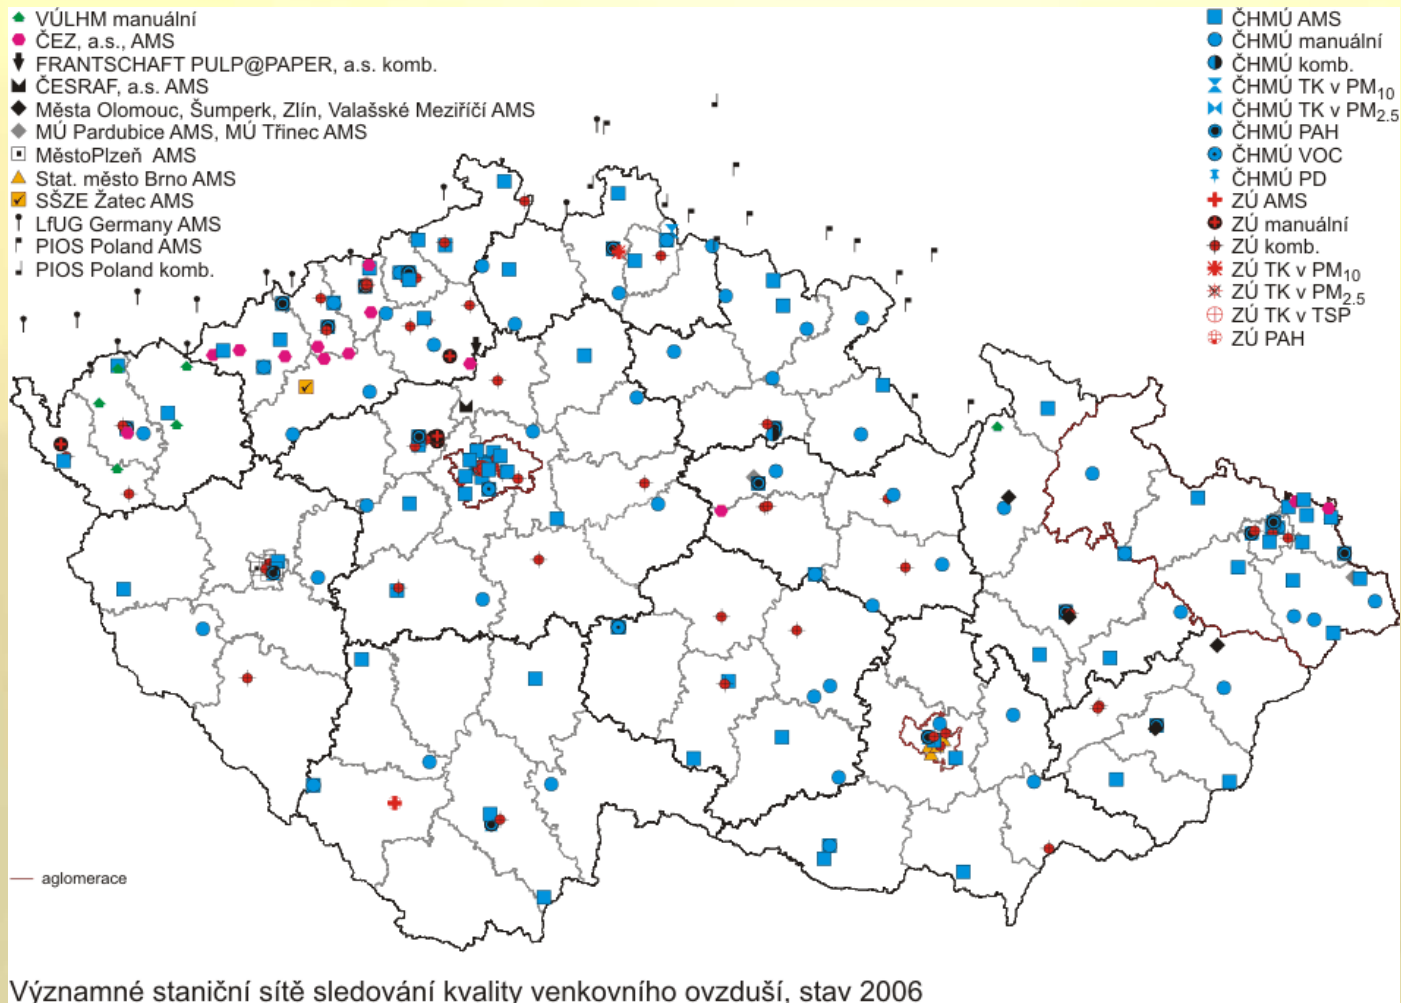 VÚLHM manuální
ČEZ, a.s., AMS
FRANTSCHAFT PULP@PAPER, a.s. komb.
ČESRAF, a.s. AMS
Města Olomouc, Šumperk, Zlín, Valašské Meziříčí AMS
MÚ Pardubice AMS, MÚ Třinec AMS
MěstoPlzeň AMS
Stat. město Brno AMS
SŠZE Žatec AMS
LfUG Germany AMS
PIOS Poland AMS
PIOS Poland komb.
ČHMÚ AMS
ČHMÚ manuální
ČHMÚ komb.
ČHMÚ TK v PM10
ČHMÚ TK v PM2.5
ČHMÚ PAH
ČHMÚ VOC
ČHMÚ PD
ZÚ AMS
ZÚ manuální
ZÚ komb.
ZÚ TK v PM10
ZÚ TK v PM2.5
ZÚ TK v TSP
ZÚ PAH
aglomerace
Významné staniční sítě sledování kvality venkovního ovzduší, stav 2006